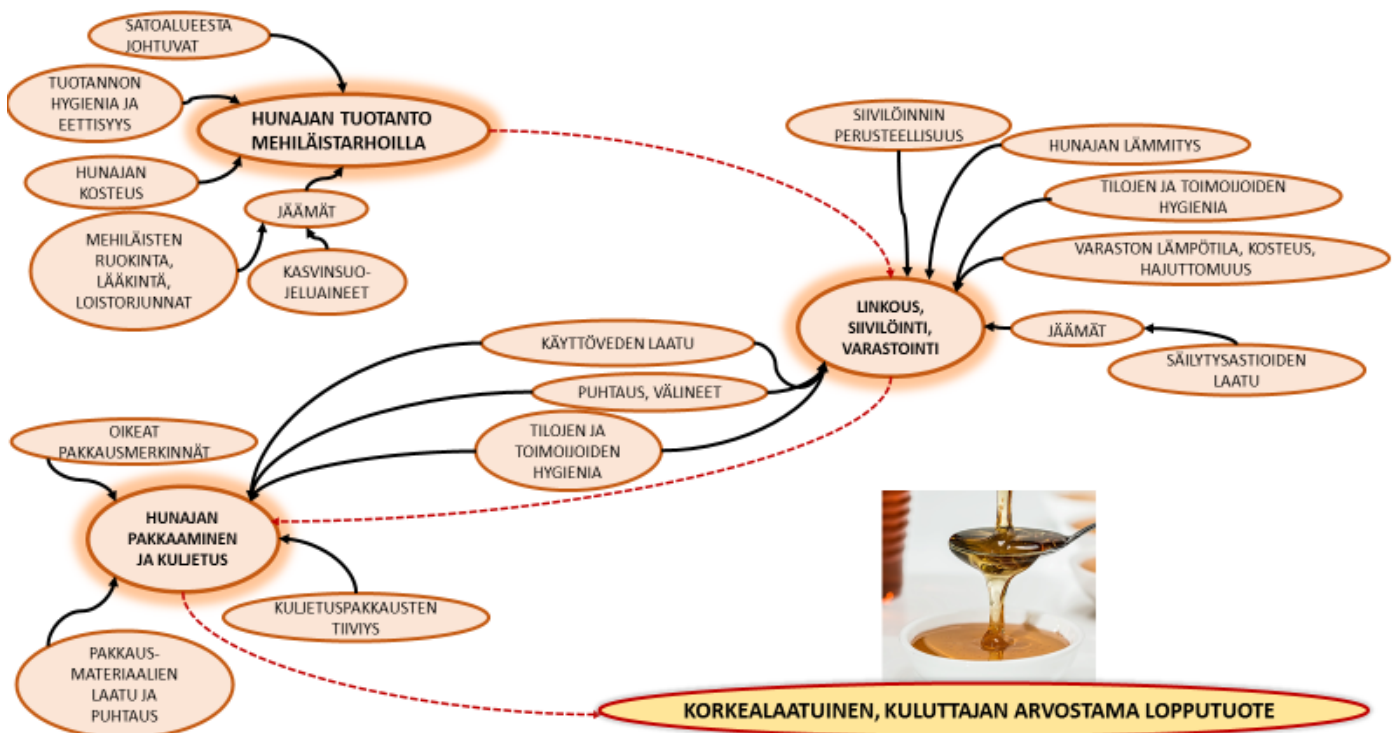 SATOALUEESTA
JOHTUVAT
TUOTANNON
HYGIENIA JA
EETTISYYS
HUNAJAN TUOTANTO
MEHILÄISTARHOILLA
HUNAJAN
KOSTEUS
JÄÄMÄT
MEHILÄISTEN
RUOKINTA,
LÄÄKINTÄ,
LOISTORJUNNAT
KASVINSUO-
JELUAINEET
SIIVILÖINNIN
PERUSTEELLISUUS
HUNAJAN LÄMMITYS
TILOJEN JA TOIMOIJOIDEN
HYGIENIA
VARASTON LÄMPÖTILA, KOSTEUS,
HAJUTTOMUUS
LINKOUS,
SIIVILÖINTI,
VARASTOINTI
JÄÄMÄT
SÄILYTYSASTIOIDEN
LAATU
KÄYTTÖVEDEN LAATU
PUHTAUS, VÄLINEET
TILOJEN JA
TOIMOIJOIDEN
HYGIENIA
OIKEAT
PAKKAUSMERKINNÄT
HUNAJAN
PAKKAAMINEN
JA KULJETUS
KULJETUSPAKKAUSTEN
TIIVIYS
PAKKAUS-
MATERIAALIEN
LAATU JA
PUHTAUS
KORKEALAATUINEN, KULUTTAJAN ARVOSTAMA LOPPUTUOTE